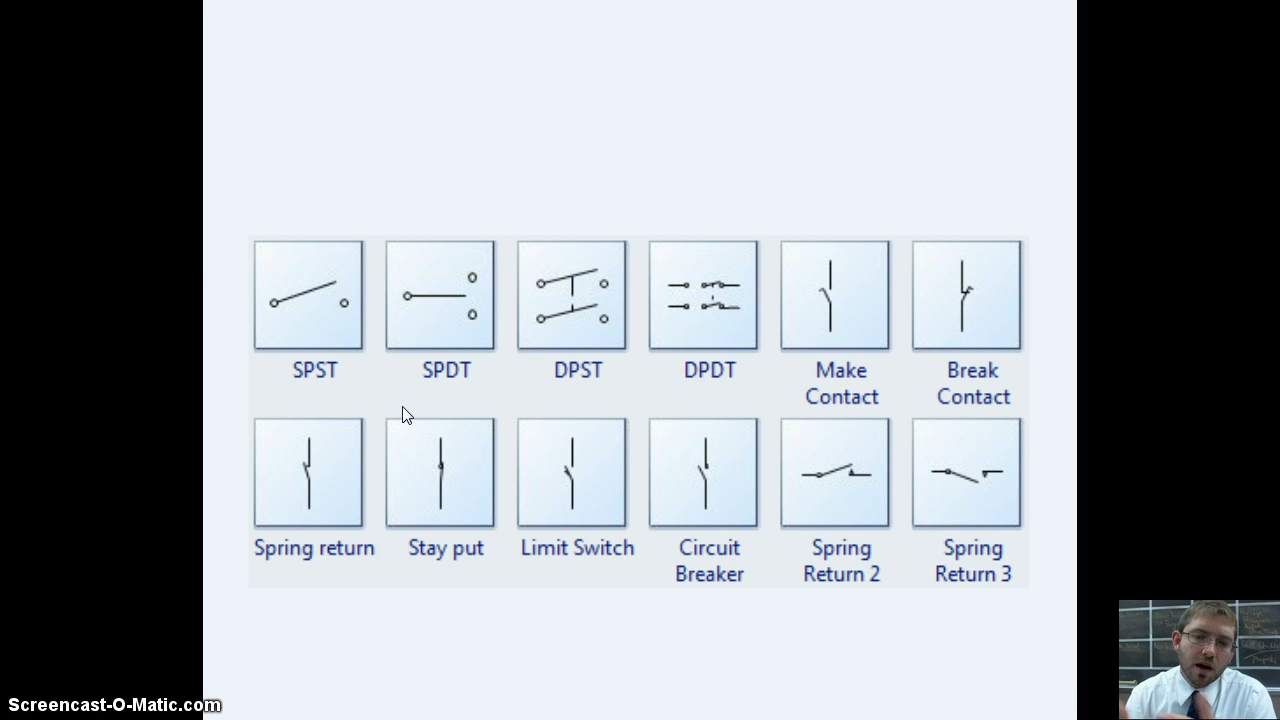 SPST SPDT DPST DPDT Make Break
Contact Contact
Spring return Stay put Limit Switch Circuit Spring Spring
Breaker Return 2 Return 3
Screencast-O-Matic.com